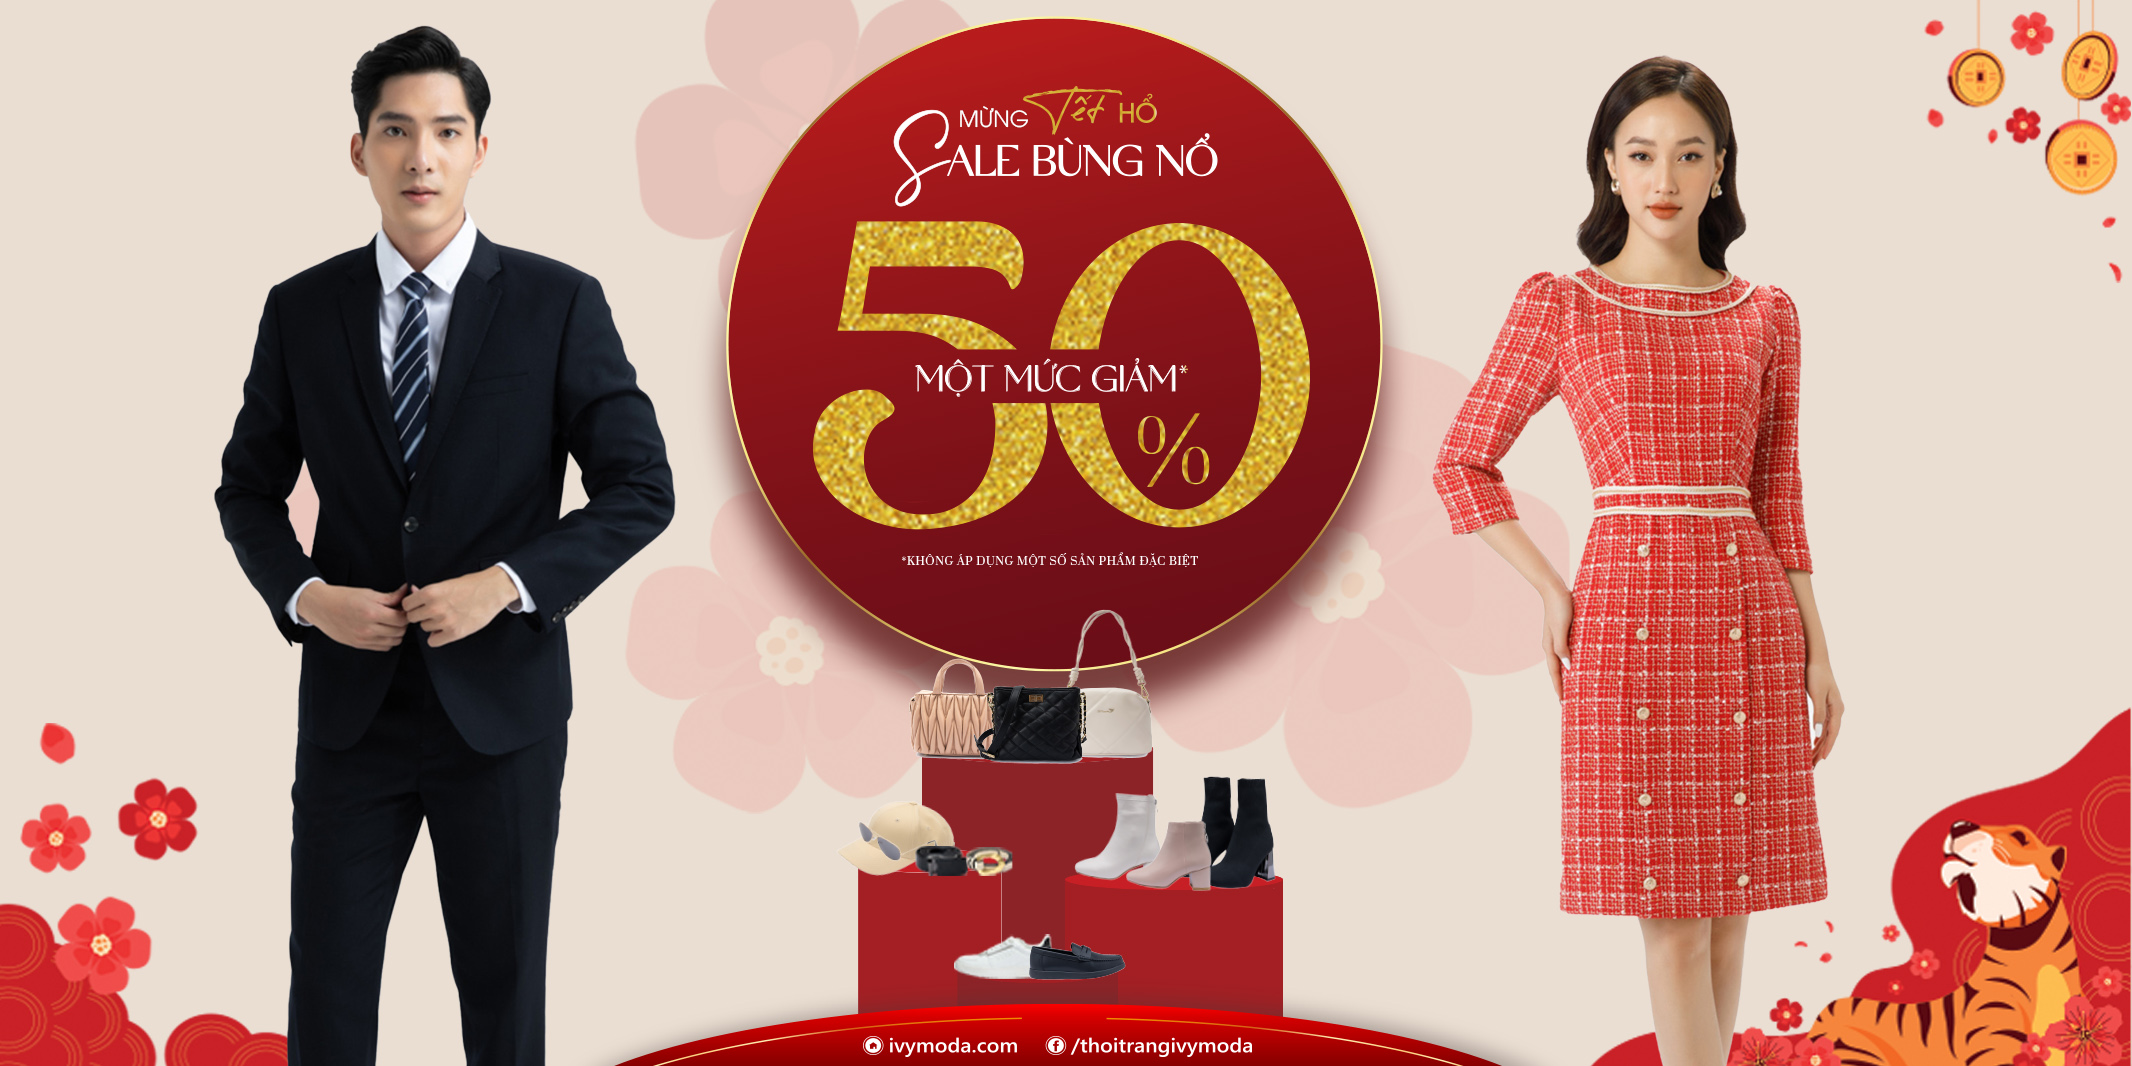 MỪNG Tết HỔ
SALE BÙNG NỔ
50
MỘT MỨC GIẢM*
%
*KHÔNG ÁP DỤNG MỘT SỐ SẢN PHẨM ĐẶC BIỆT
ivymoda.com /thoitrangivymoda